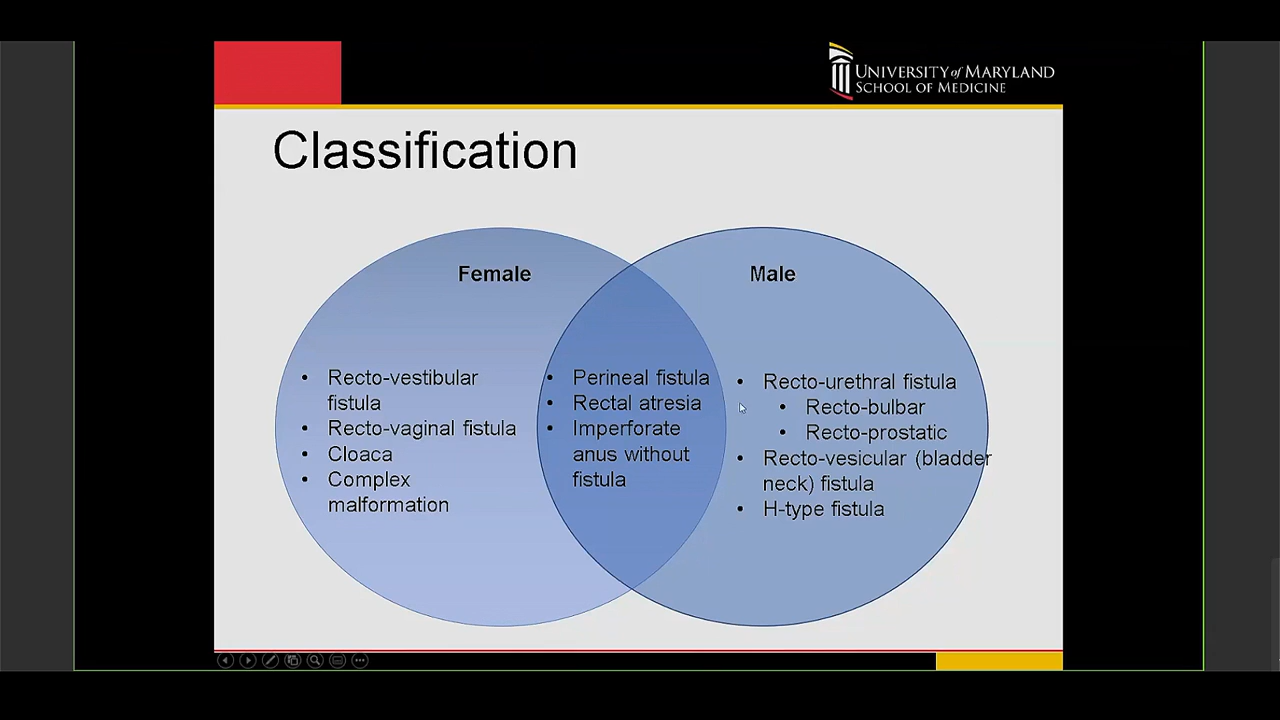 UNIVERSITY of MARYLAND
SCHOOL OF MEDICINE
Classification
Female
• Recto-vestibular
fistula
• Recto-vaginal fistula
• Cloaca
• Complex
malformation
• Perineal fistula
• Rectal atresia
• Imperforate
anus without
fistula
Male
• Recto-urethral fistula
• Recto-bulbar
• Recto-prostatic
• Recto-vesicular (bladder
neck) fistula
• H-type fistula